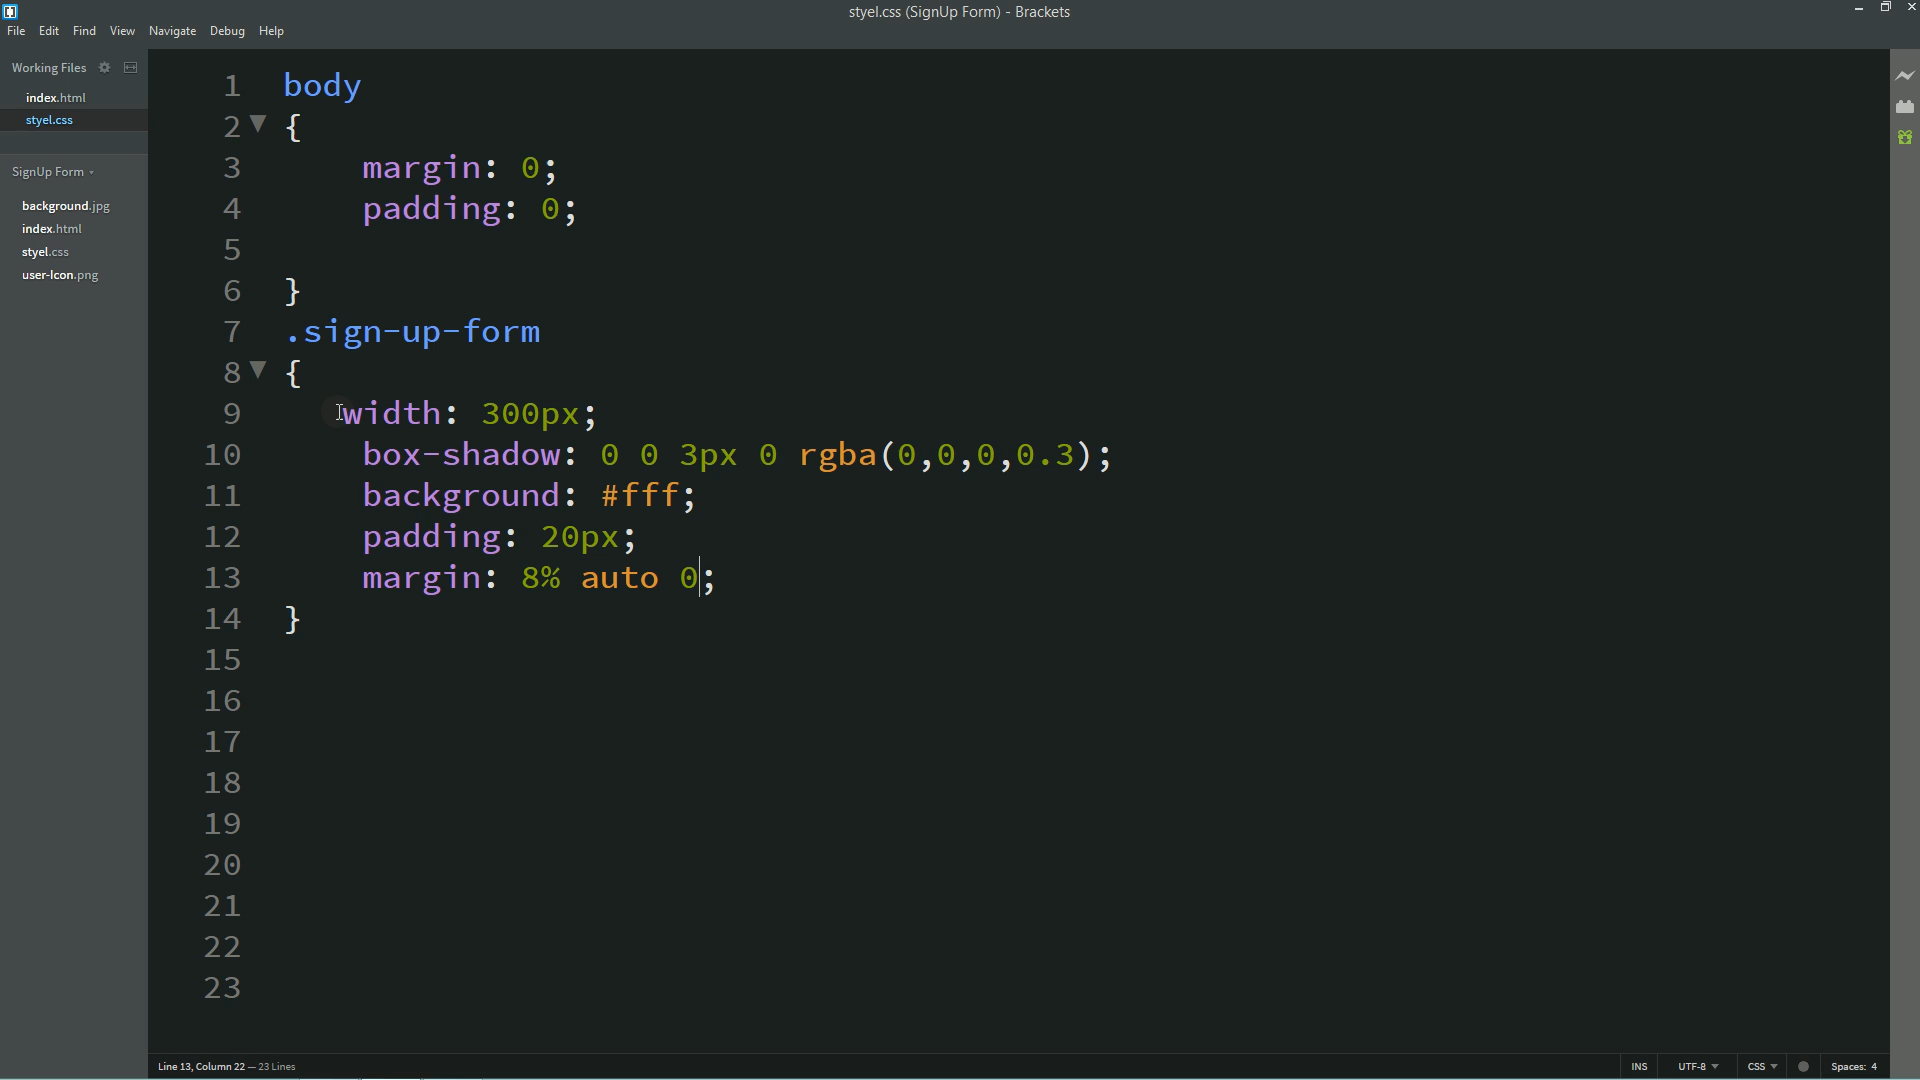 styel.css (SignUp Form) - Brackets
File Edit Find View Navigate Debug Help
Working Files
index.html
styel.css
SignUp Form
background.jpg
index.html
styel.css
user-Icon.png
1 body
2 {
3 margin: 0;
4 padding: 0;
5
6 }
7 .sign-up-form
8 {
9 width: 300px;
10 box-shadow: 0 0 3px 0 rgba(0,0,0,0.3);
11 background: #fff;
12 padding: 20px;
13 margin: 8% auto 0;
14 }
15
16
17
18
19
20
21
22
23
Line 13, Column 22 — 23 Lines
INS UTF-8 CSS Spaces: 4